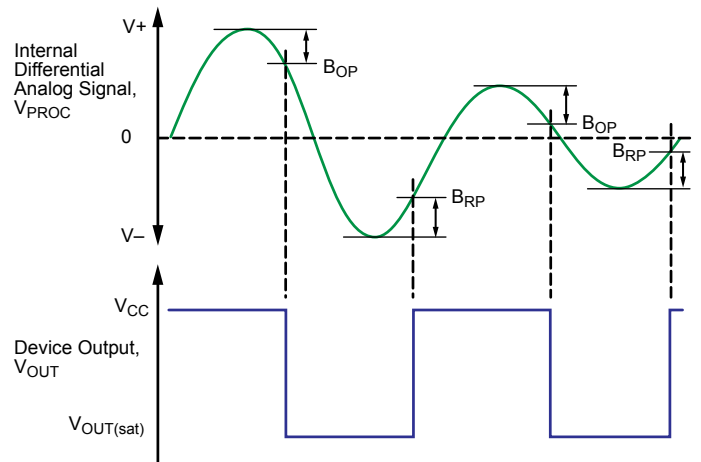 V+
Internal
Differential
Analog Signal,
VPROC
BOP
BOP
0
BRP
BRP
V–
VCC
Device Output,
VOUT
VOUT(sat)